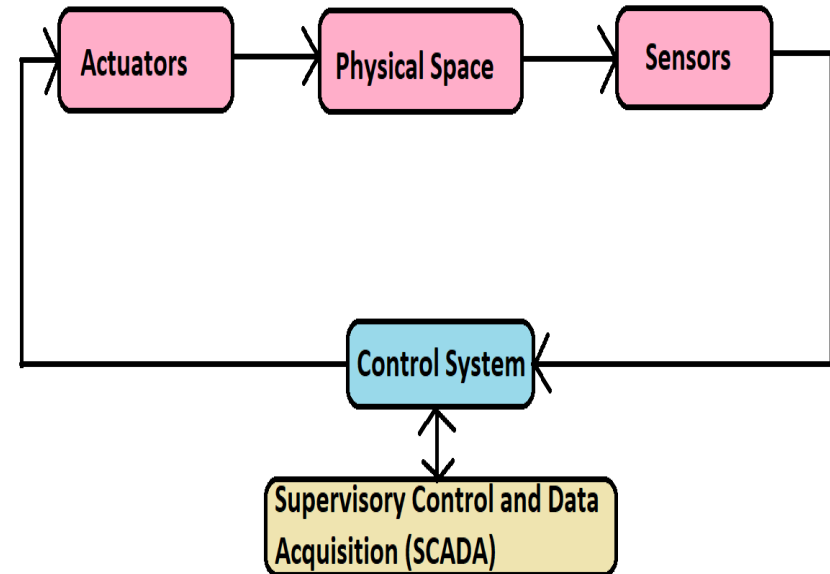 Actuators
Physical Space
Sensors
Control System
Supervisory Control and Data
Acquisition (SCADA)